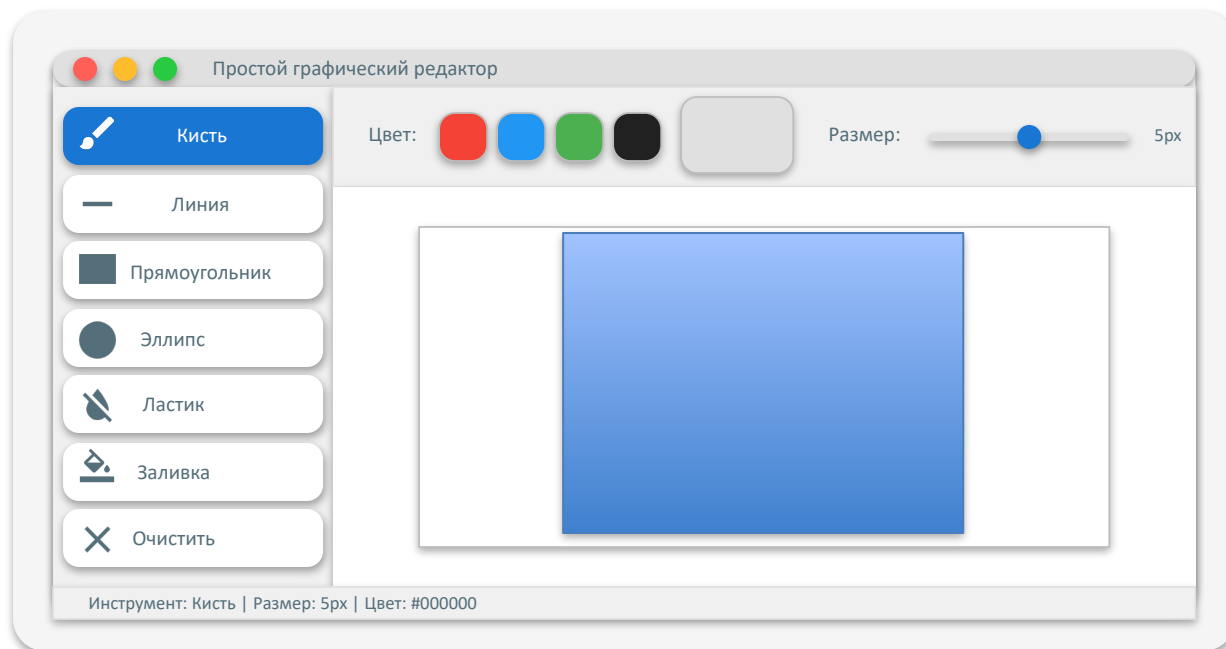 Простой графический редактор
Кисть
Цвет:
Размер:
5px
Линия
Прямоугольник
Эллипс
Ластик
Заливка
Очистить
Инструмент: Кисть | Размер: 5px | Цвет: #000000